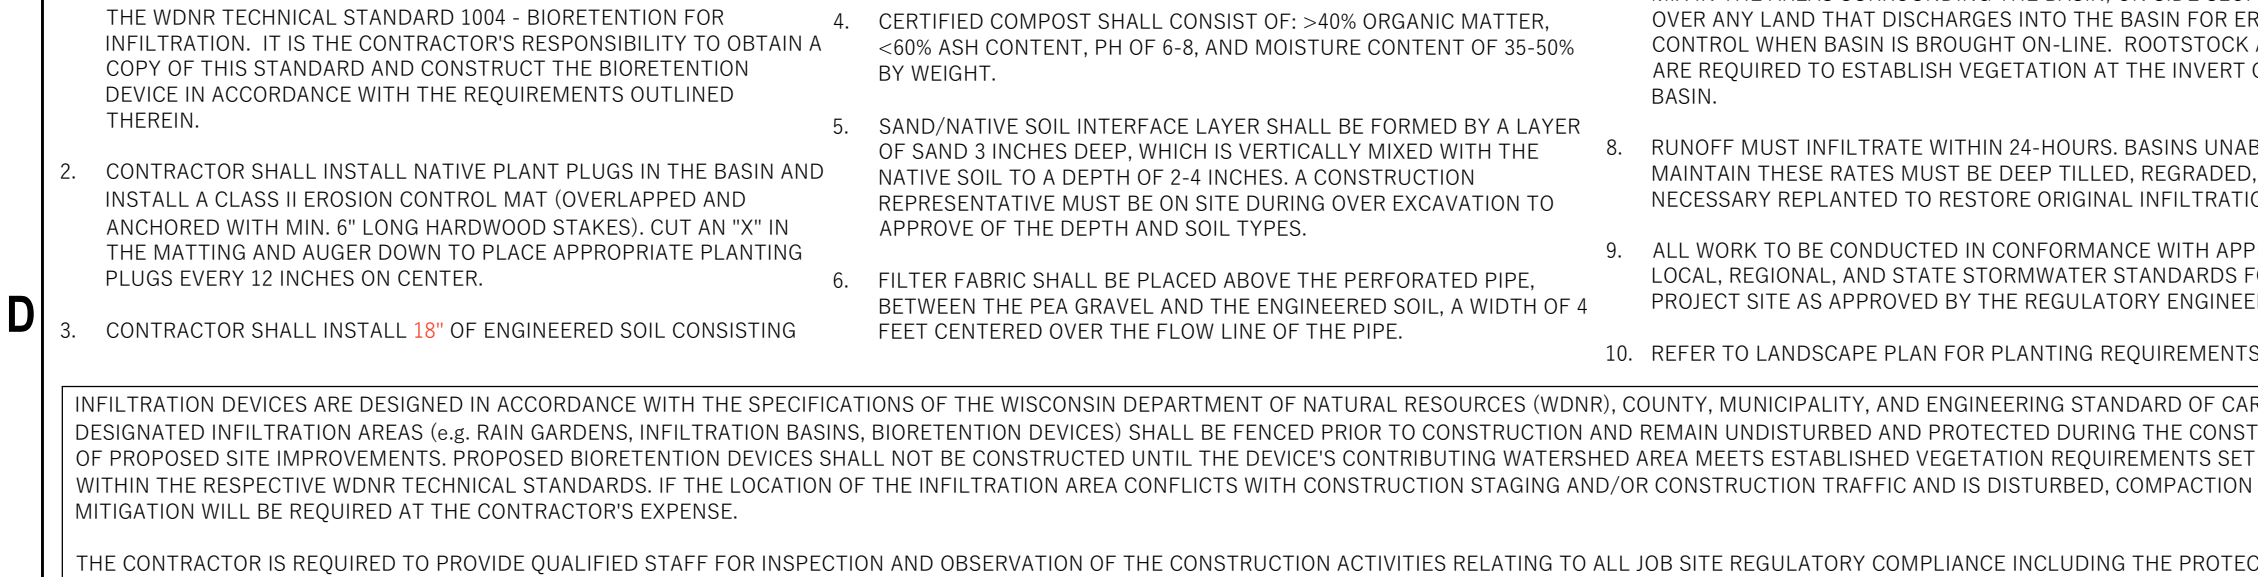 THE WDNR TECHNICAL STANDARD 1004 - BIORETENTION FOR
INFILTRATION. IT IS THE CONTRACTOR'S RESPONSIBILITY TO OBTAIN A
COPY OF THIS STANDARD AND CONSTRUCT THE BIORETENTION
DEVICE IN ACCORDANCE WITH THE REQUIREMENTS OUTLINED
THEREIN.
2. CONTRACTOR SHALL INSTALL NATIVE PLANT PLUGS IN THE BASIN AND
INSTALL A CLASS II EROSION CONTROL MAT (OVERLAPPED AND
ANCHORED WITH MIN. 6" LONG HARDWOOD STAKES). CUT AN "X" IN
THE MATTING AND AUGER DOWN TO PLACE APPROPRIATE PLANTING
PLUGS EVERY 12 INCHES ON CENTER.
3. CONTRACTOR SHALL INSTALL 18" OF ENGINEERED SOIL CONSISTING
4. CERTIFIED COMPOST SHALL CONSIST OF: >40% ORGANIC MATTER,
<60% ASH CONTENT, PH OF 6-8, AND MOISTURE CONTENT OF 35-50%
BY WEIGHT.
5. SAND/NATIVE SOIL INTERFACE LAYER SHALL BE FORMED BY A LAYER
OF SAND 3 INCHES DEEP, WHICH IS VERTICALLY MIXED WITH THE
NATIVE SOIL TO A DEPTH OF 2-4 INCHES. A CONSTRUCTION
REPRESENTATIVE MUST BE ON SITE DURING OVER EXCAVATION TO
APPROVE OF THE DEPTH AND SOIL TYPES.
6. FILTER FABRIC SHALL BE PLACED ABOVE THE PERFORATED PIPE,
BETWEEN THE PEA GRAVEL AND THE ENGINEERED SOIL, A WIDTH OF 4
FEET CENTERED OVER THE FLOW LINE OF THE PIPE.
OVER ANY LAND THAT DISCHARGES INTO THE BASIN FOR ER
CONTROL WHEN BASIN IS BROUGHT ON-LINE. ROOTSTOCK
ARE REQUIRED TO ESTABLISH VEGETATION AT THE INVERT
BASIN.
8. RUNOFF MUST INFILTRATE WITHIN 24-HOURS. BASINS UNAB
MAINTAIN THESE RATES MUST BE DEEP TILLED, REGRADED,
NECESSARY REPLANTED TO RESTORE ORIGINAL INFILTRATIO
9. ALL WORK TO BE CONDUCTED IN CONFORMANCE WITH APP
LOCAL, REGIONAL, AND STATE STORMWATER STANDARDS FO
PROJECT SITE AS APPROVED BY THE REGULATORY ENGINEE
10. REFER TO LANDSCAPE PLAN FOR PLANTING REQUIREMENTS
D
INFILTRATION DEVICES ARE DESIGNED IN ACCORDANCE WITH THE SPECIFICATIONS OF THE WISCONSIN DEPARTMENT OF NATURAL RESOURCES (WDNR), COUNTY, MUNICIPALITY, AND ENGINEERING STANDARD OF CAR
DESIGNATED INFILTRATION AREAS (e.g. RAIN GARDENS, INFILTRATION BASINS, BIORETENTION DEVICES) SHALL BE FENCED PRIOR TO CONSTRUCTION AND REMAIN UNDISTURBED AND PROTECTED DURING THE CONST
OF PROPOSED SITE IMPROVEMENTS. PROPOSED BIORETENTION DEVICES SHALL NOT BE CONSTRUCTED UNTIL THE DEVICE'S CONTRIBUTING WATERSHED AREA MEETS ESTABLISHED VEGETATION REQUIREMENTS SET
WITHIN THE RESPECTIVE WDNR TECHNICAL STANDARDS. IF THE LOCATION OF THE INFILTRATION AREA CONFLICTS WITH CONSTRUCTION STAGING AND/OR CONSTRUCTION TRAFFIC AND IS DISTURBED, COMPACTION
MITIGATION WILL BE REQUIRED AT THE CONTRACTOR'S EXPENSE.
THE CONTRACTOR IS REQUIRED TO PROVIDE QUALIFIED STAFF FOR INSPECTION AND OBSERVATION OF THE CONSTRUCTION ACTIVITIES RELATING TO ALL JOB SITE REGULATORY COMPLIANCE INCLUDING THE PROTEC